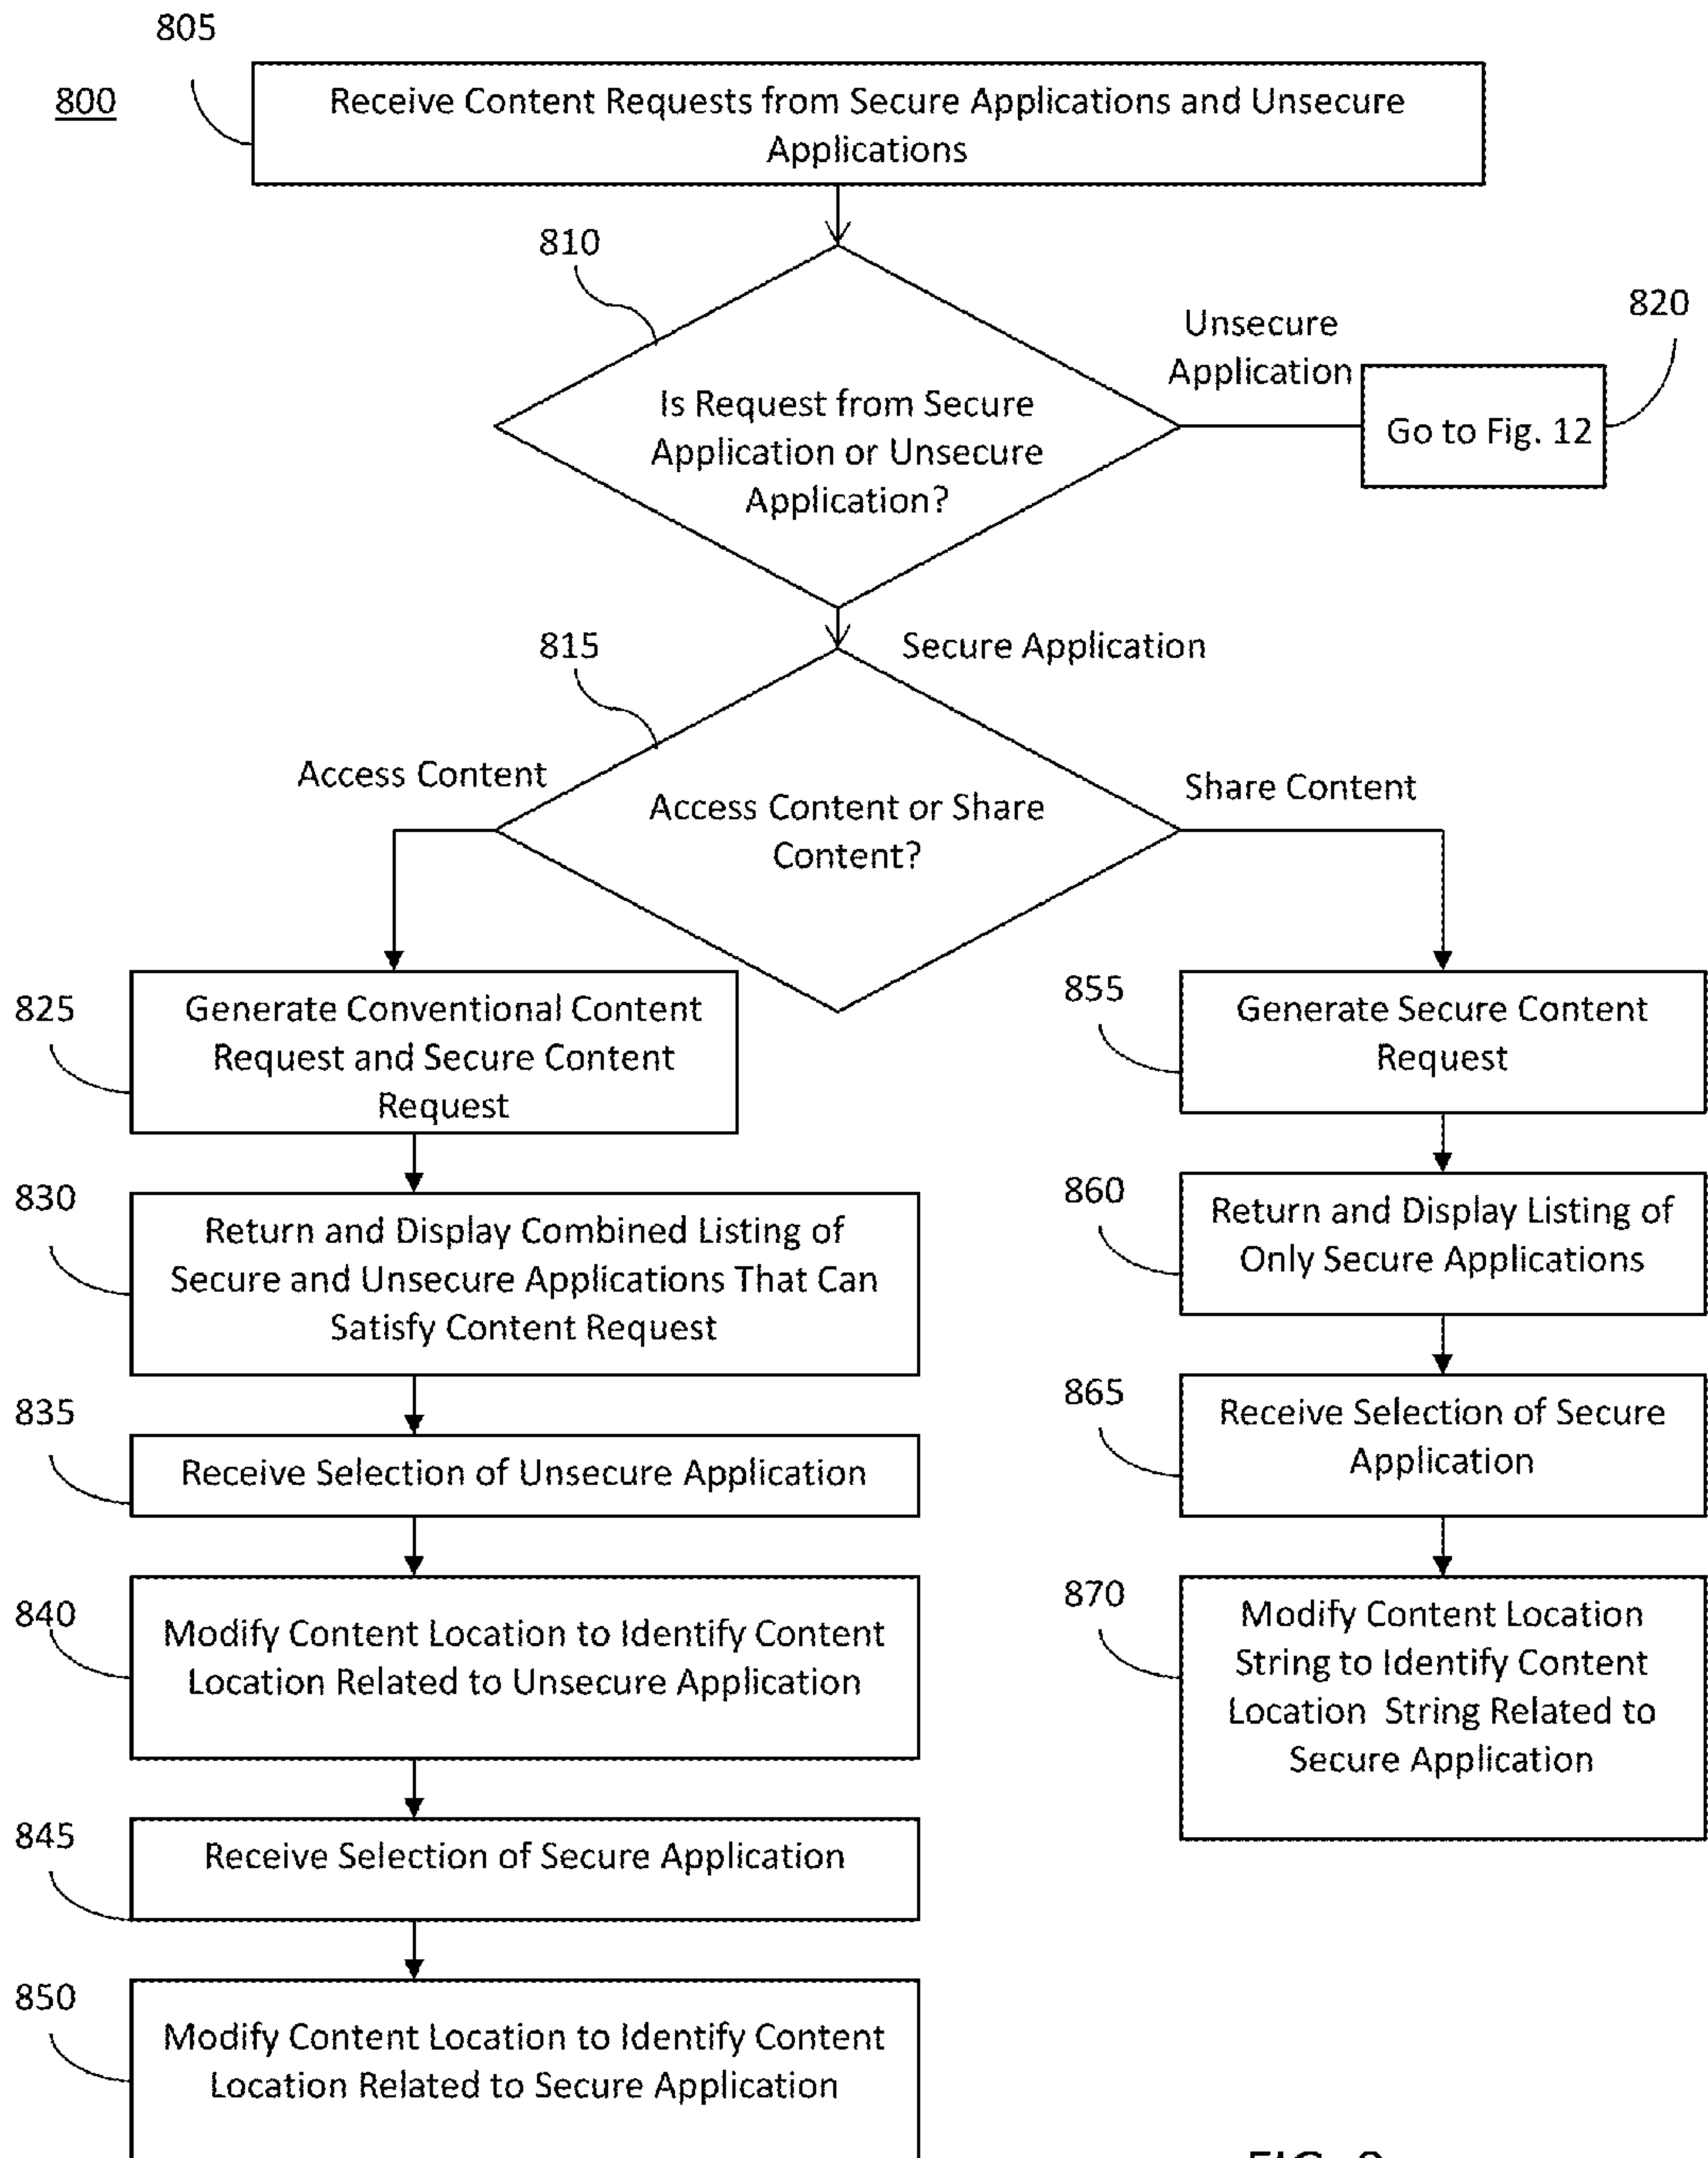 805
800
Receive Content Requests from Secure Applications and Unsecure
Applications
810
Is Request from Secure
Application or Unsecure
Application?
Unsecure
Application
820
Go to Fig. 12
815
Secure Application
Access Content
Access Content or Share
Content?
Share Content
825
Generate Conventional Content
Request and Secure Content
Request
830
Return and Display Combined Listing of
Secure and Unsecure Applications That Can
Satisfy Content Request
835
Receive Selection of Unsecure Application
840
Modify Content Location to Identify Content
Location Related to Unsecure Application
845
Receive Selection of Secure Application
850
Modify Content Location to Identify Content
Location Related to Secure Application
855
Generate Secure Content
Request
860
Return and Display Listing of
Only Secure Applications
865
Receive Selection of Secure
Application
870
Modify Content Location
String to Identify Content
Location String Related to
Secure Application
FIG.